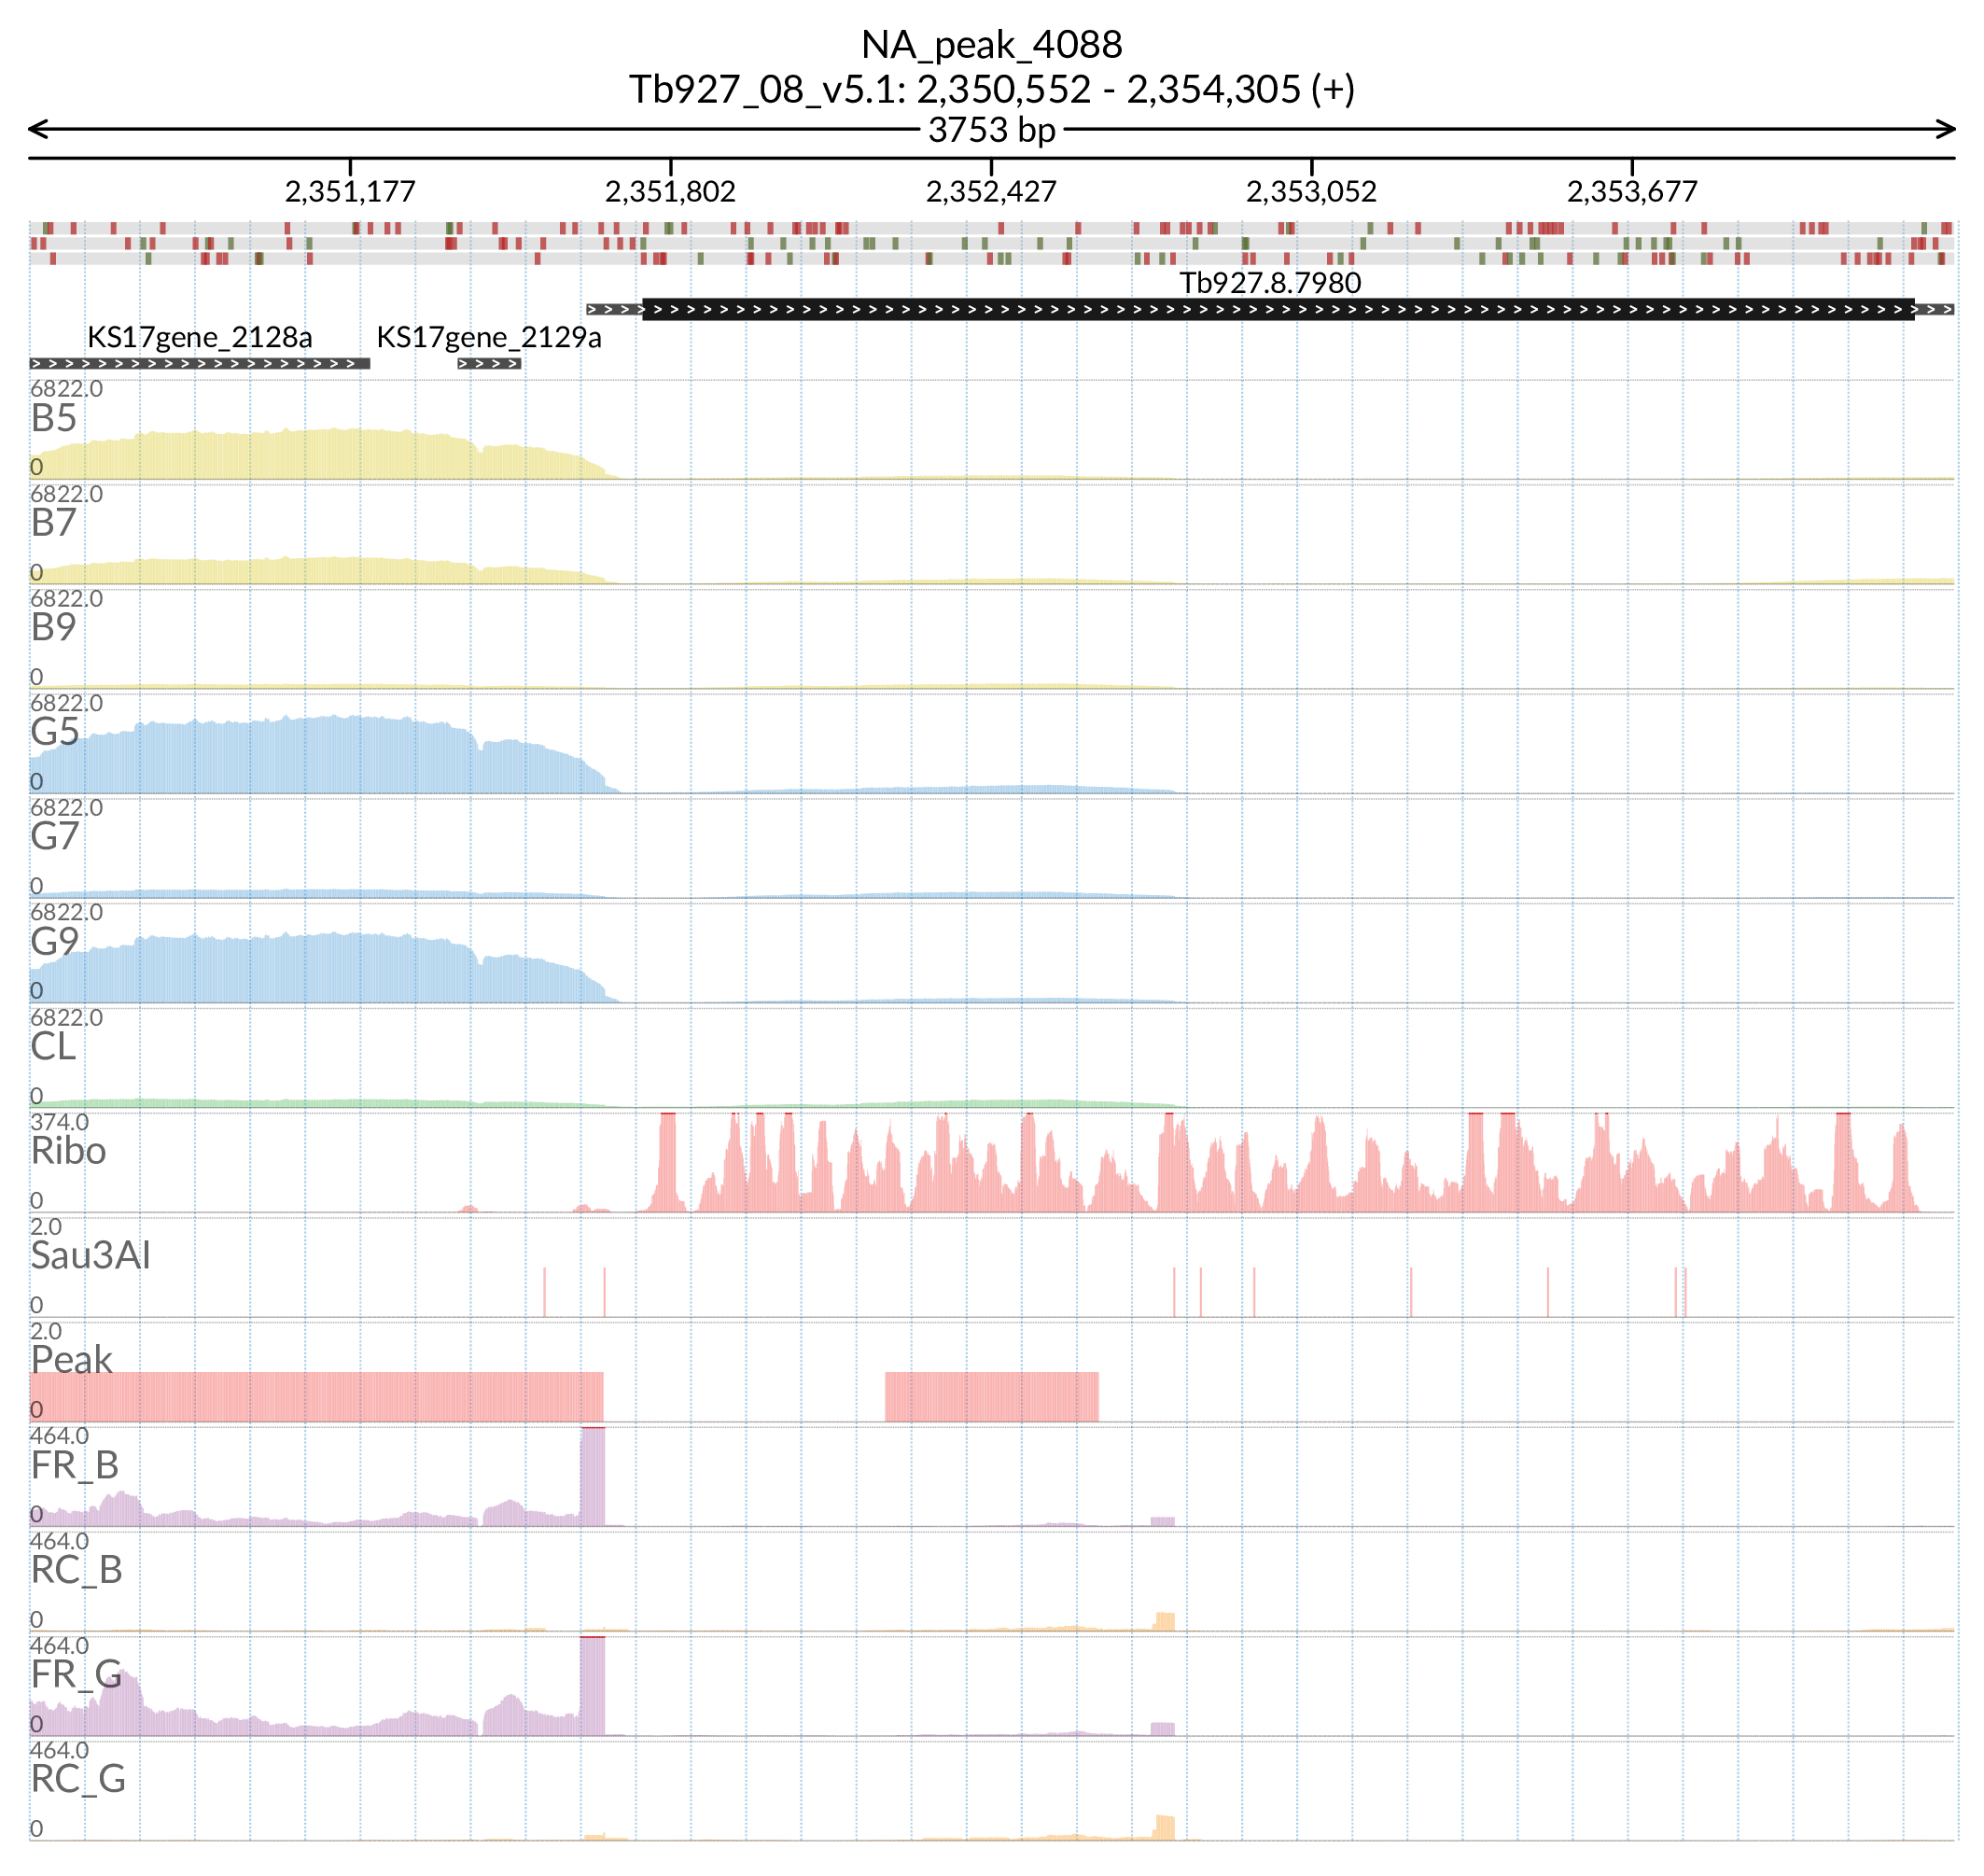 NA_peak_4088
Tb927_08_v5.1: 2,350,552 - 2,354,305 (+)
3753 bp
2,351,177 2,351,802 2,352,427 2,353,052 2,353,677
Tb927.8.7980
KS17gene_2128a KS17gene_2129a
6822.0
B5
0
6822.0
B7
0
6822.0
B9
0
6822.0
G5
0
6822.0
G7
0
6822.0
G9
0
6822.0
CL
0
374.0
Ribo
0
2.0
Sau3AI
0
2.0
Peak
0
464.0
FR_B
0
464.0
RC_B
0
464.0
FR_G
0
464.0
RC_G
0